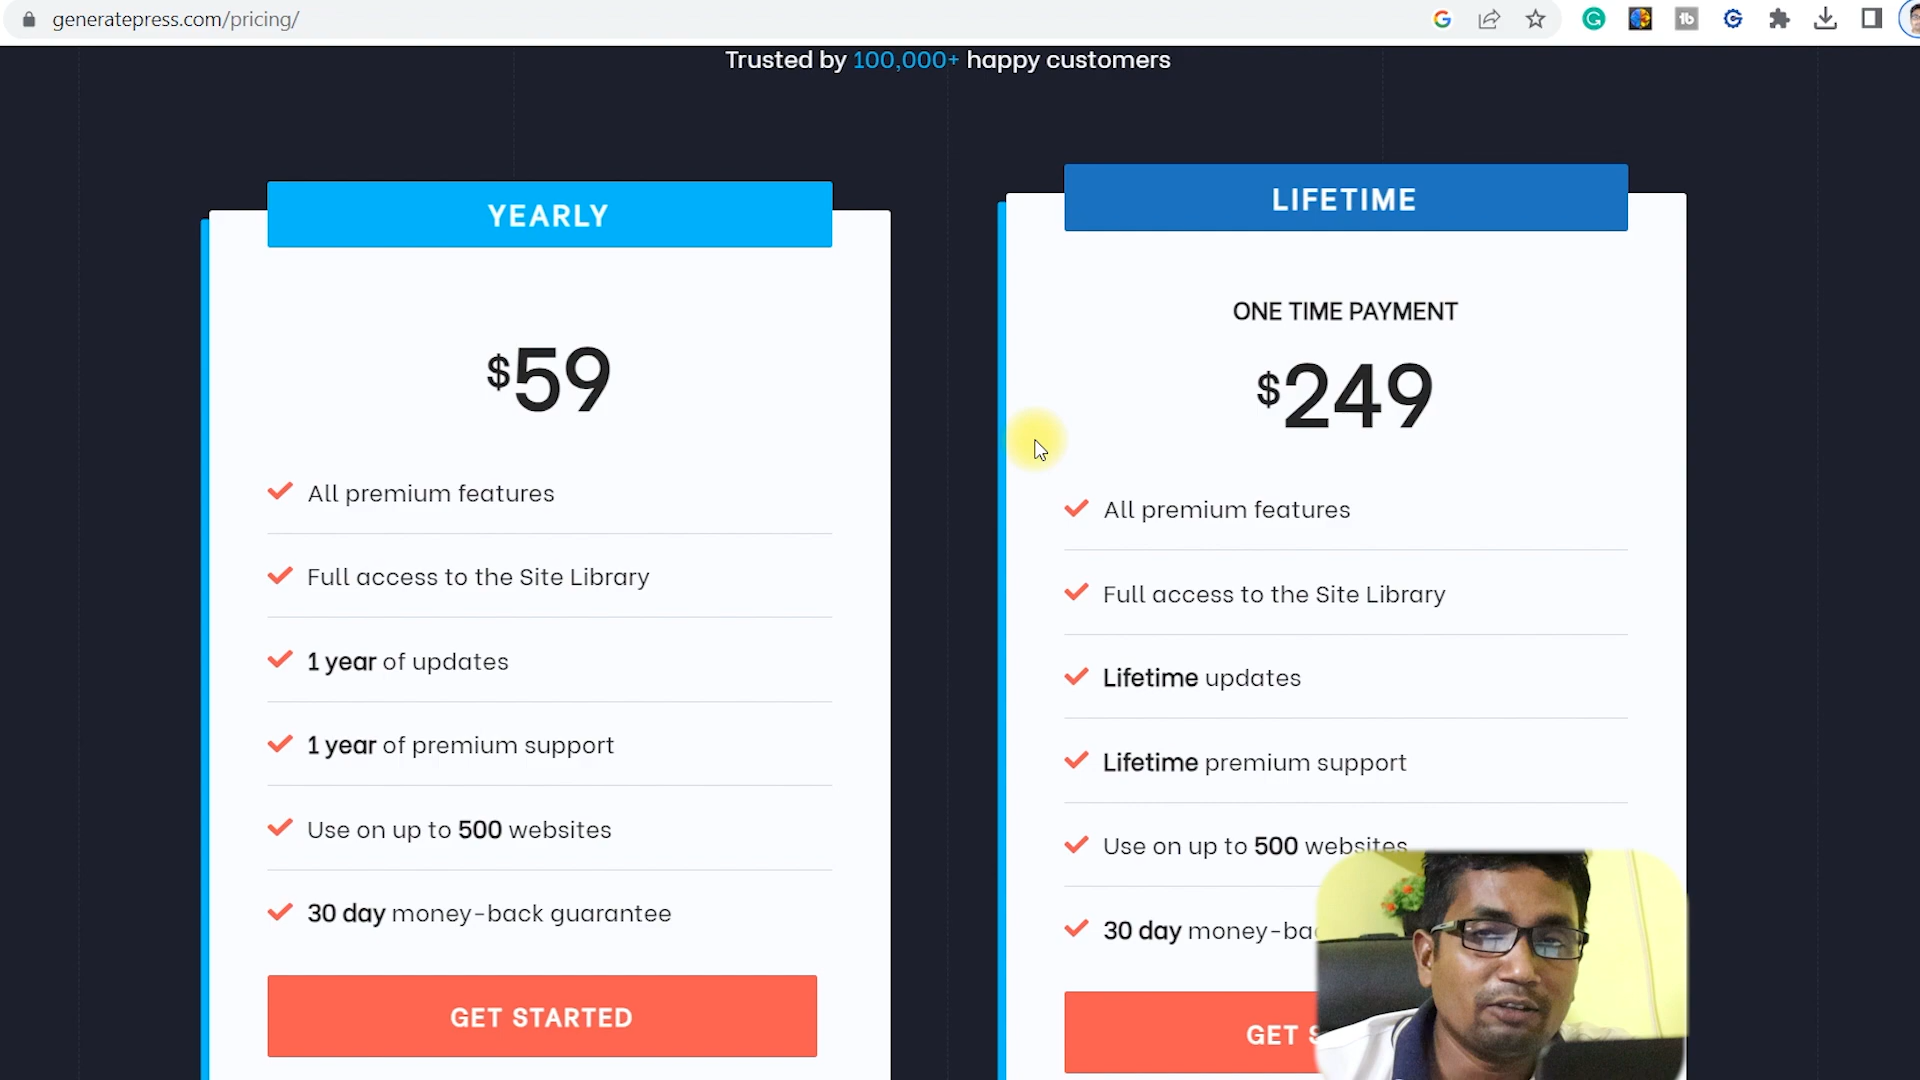 generatepress.com/pricing/
Trusted by 100,000+ happy customers
YEARLY
$59
All premium features
Full access to the Site Library
1 year of updates
1 year of premium support
Use on up to 500 websites
30 day money-back guarantee
GET STARTED
LIFETIME
ONE TIME PAYMENT
$249
All premium features
Full access to the Site Library
Lifetime updates
Lifetime premium support
Use on up to 500 websites
30 day
GET